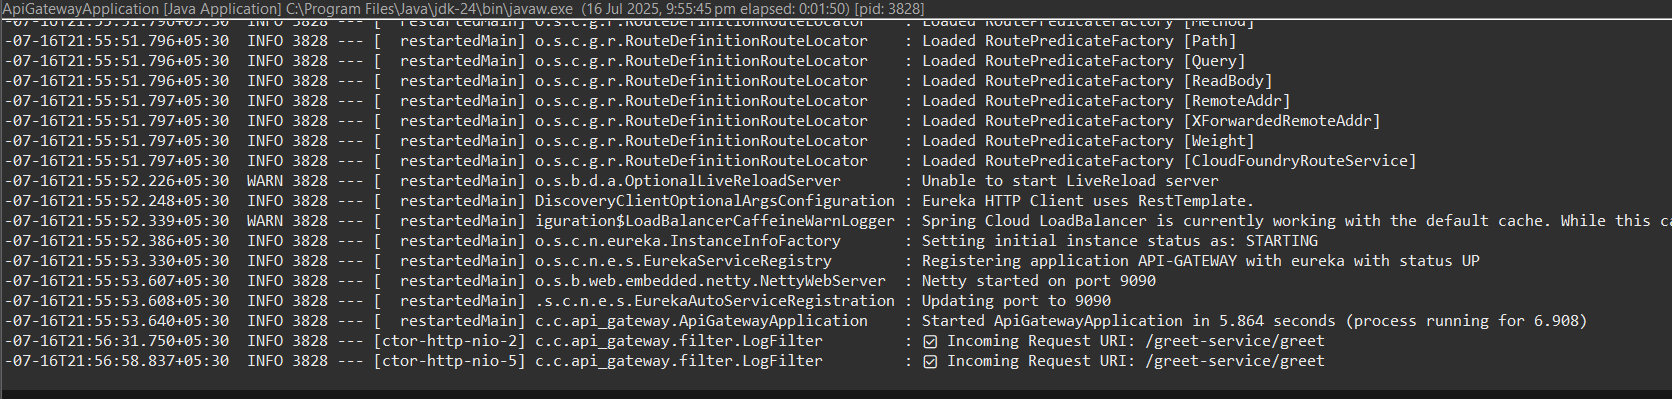 ApiGatewayApplication [Java Application] C:\Program Files\Java\jdk-24\bin\javaw.exe (16 Jul 2025, 9:55:45 pm elapsed: 0:01:50) [pid: 3828]
-07-16T21:55:51.796+05:30  INFO 3828 --- [  restartedMain] o.s.c.g.r.RouteDefinitionRouteLocator    : Loaded RoutePredicateFactory [Method]
-07-16T21:55:51.796+05:30  INFO 3828 --- [  restartedMain] o.s.c.g.r.RouteDefinitionRouteLocator    : Loaded RoutePredicateFactory [Path]
-07-16T21:55:51.796+05:30  INFO 3828 --- [  restartedMain] o.s.c.g.r.RouteDefinitionRouteLocator    : Loaded RoutePredicateFactory [Query]
-07-16T21:55:51.796+05:30  INFO 3828 --- [  restartedMain] o.s.c.g.r.RouteDefinitionRouteLocator    : Loaded RoutePredicateFactory [ReadBody]
-07-16T21:55:51.797+05:30  INFO 3828 --- [  restartedMain] o.s.c.g.r.RouteDefinitionRouteLocator    : Loaded RoutePredicateFactory [RemoteAddr]
-07-16T21:55:51.797+05:30  INFO 3828 --- [  restartedMain] o.s.c.g.r.RouteDefinitionRouteLocator    : Loaded RoutePredicateFactory [XForwardedRemoteAddr]
-07-16T21:55:51.797+05:30  INFO 3828 --- [  restartedMain] o.s.c.g.r.RouteDefinitionRouteLocator    : Loaded RoutePredicateFactory [Weight]
-07-16T21:55:51.797+05:30  INFO 3828 --- [  restartedMain] o.s.c.g.r.RouteDefinitionRouteLocator    : Loaded RoutePredicateFactory [CloudFoundryRouteService]
-07-16T21:55:52.226+05:30  WARN 3828 --- [  restartedMain] o.s.b.d.a.OptionalLiveReloadServer       : Unable to start LiveReload server
-07-16T21:55:52.248+05:30  INFO 3828 --- [  restartedMain] DiscoveryClientOptionalArgsConfiguration : Eureka HTTP Client uses RestTemplate.
-07-16T21:55:52.339+05:30  WARN 3828 --- [  restartedMain] iguration$LoadBalancerCaffeineWarnLogger : Spring Cloud LoadBalancer is currently working with the default cache. While this ca
-07-16T21:55:52.386+05:30  INFO 3828 --- [  restartedMain] o.s.c.n.eureka.InstanceInfoFactory       : Setting initial instance status as: STARTING
-07-16T21:55:53.330+05:30  INFO 3828 --- [  restartedMain] o.s.c.n.e.s.EurekaServiceRegistry        : Registering application API-GATEWAY with eureka with status UP
-07-16T21:55:53.607+05:30  INFO 3828 --- [  restartedMain] o.s.b.web.embedded.netty.NettyWebServer  : Netty started on port 9090
-07-16T21:55:53.608+05:30  INFO 3828 --- [  restartedMain] .s.c.n.e.s.EurekaAutoServiceRegistration : Updating port to 9090
-07-16T21:55:53.640+05:30  INFO 3828 --- [  restartedMain] c.c.api_gateway.ApiGatewayApplication    : Started ApiGatewayApplication in 5.864 seconds (process running for 6.908)
-07-16T21:56:31.750+05:30  INFO 3828 --- [ctor-http-nio-2] c.c.api_gateway.filter.LogFilter         : ☑ Incoming Request URI: /greet-service/greet
-07-16T21:56:58.837+05:30  INFO 3828 --- [ctor-http-nio-5] c.c.api_gateway.filter.LogFilter         : ☑ Incoming Request URI: /greet-service/greet